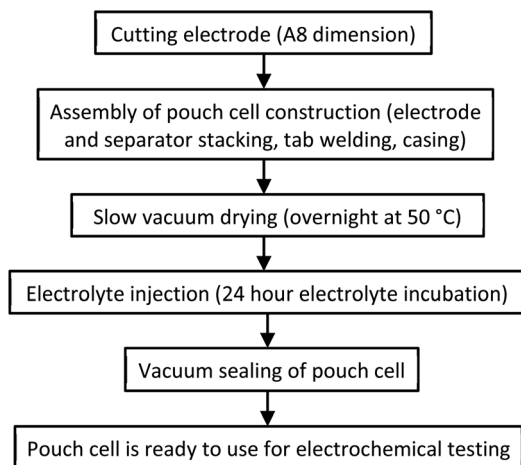 Cutting electrode (A8 dimension)
Assembly of pouch cell construction (electrode
and separator stacking, tab welding, casing)
Slow vacuum drying (overnight at 50 °C)
Electrolyte injection (24 hour electrolyte incubation)
Vacuum sealing of pouch cell
Pouch cell is ready to use for electrochemical testing